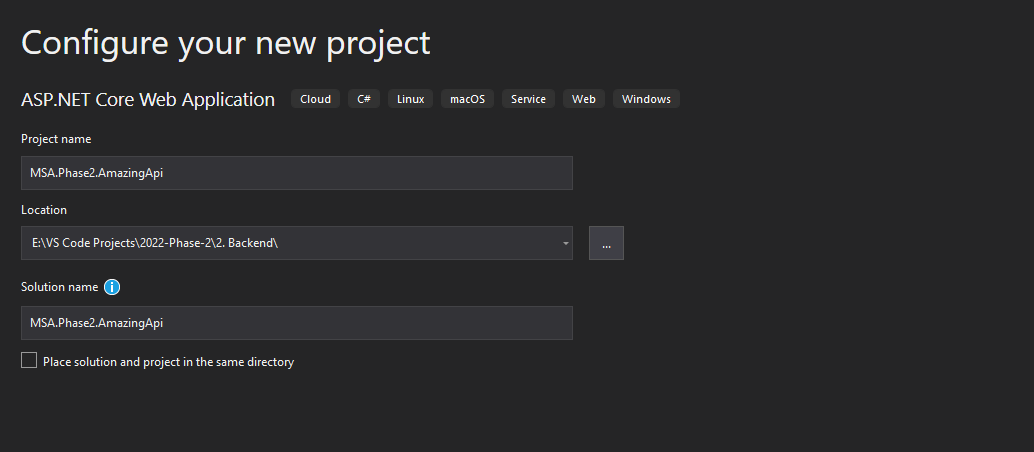 Configure your new project
ASP.NET Core Web Application Cloud C# Linux macOS Service Web Windows
Project name
MSA.Phase2.AmazingApi
Location
E:\VS Code Projects\2022-Phase-2\2. Backend\
...
Solution name
MSA.Phase2.AmazingApi
Place solution and project in the same directory